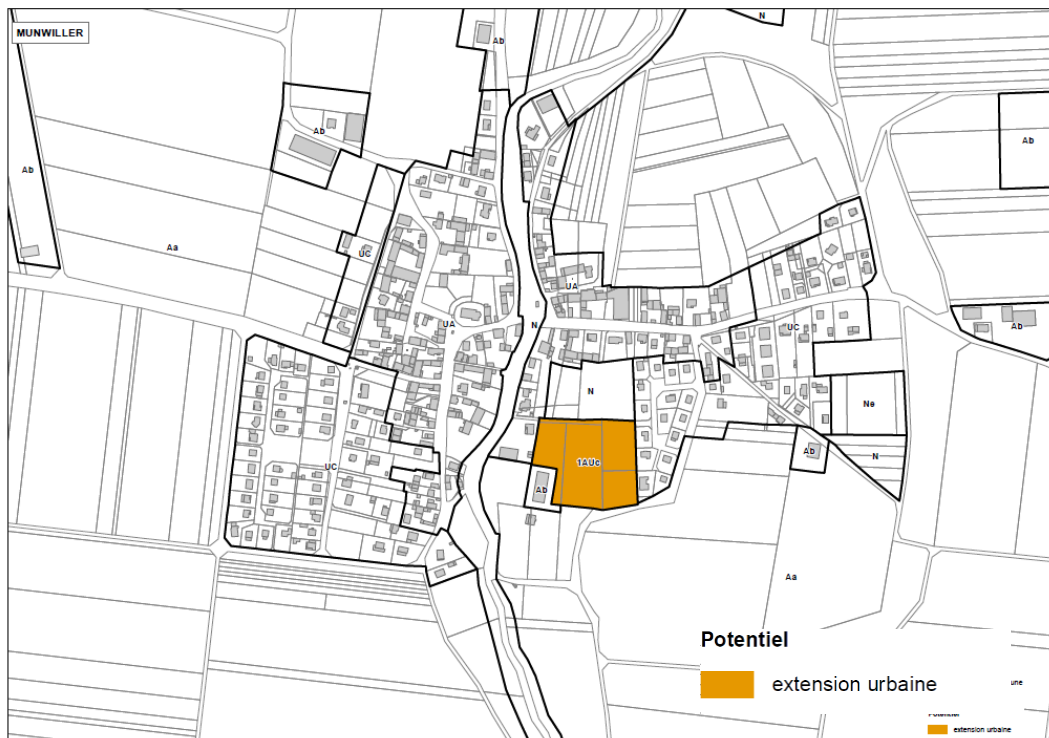 MUNWILLER
N
Ab
Ab
Ab
Ab
Aa
UC
UA
UA
N
UC
Ab
N
Ne
UC
1AUc
Ab
N
Ab
Aa
Potentiel
extension urbaine
une
extension urbaine